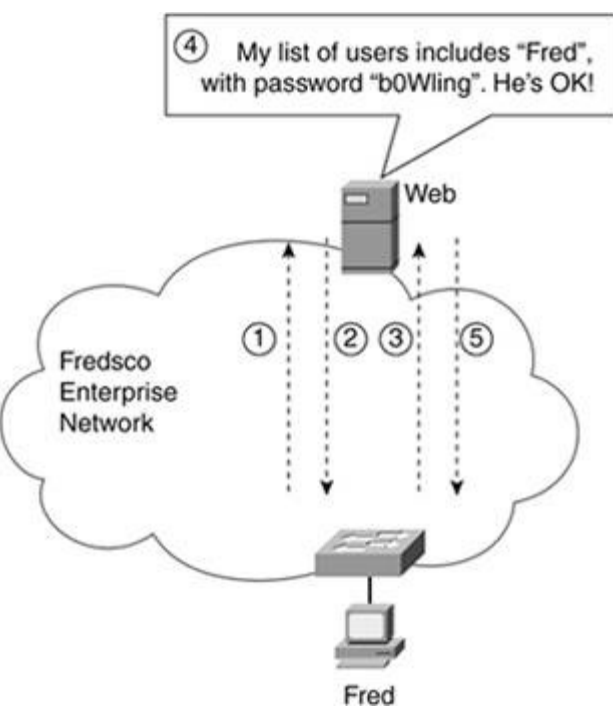 ④ My list of users includes “Fred”,
with password “b0Wling”. He’s OK!
Web
① ② ③ ⑤
Fredsco
Enterprise
Network
Fred